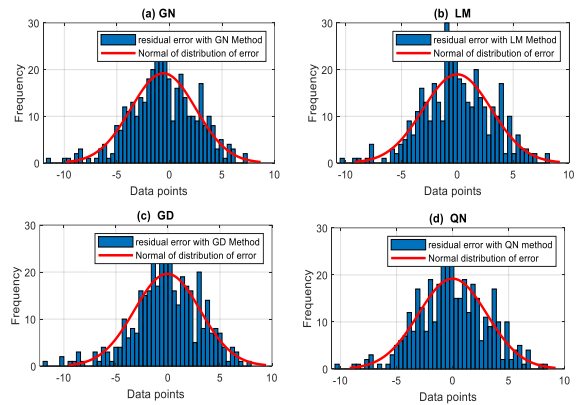 (a) GN
residual error with GN Method
Normal of distribution of error
Frequency
30
20
10
0
-10 -5 0 5 10
Data points
(b) LM
residual error with LM Method
Normal of distribution of error
Frequency
30
20
10
0
-10 -5 0 5 10
Data points
(c) GD
residual error with GD Method
Normal of distribution of error
Frequency
30
20
10
0
-10 -5 0 5 10
Data points
(d) QN
residual error with QN method
Normal of distribution of error
Frequency
30
20
10
0
-10 -5 0 5 10
Data points